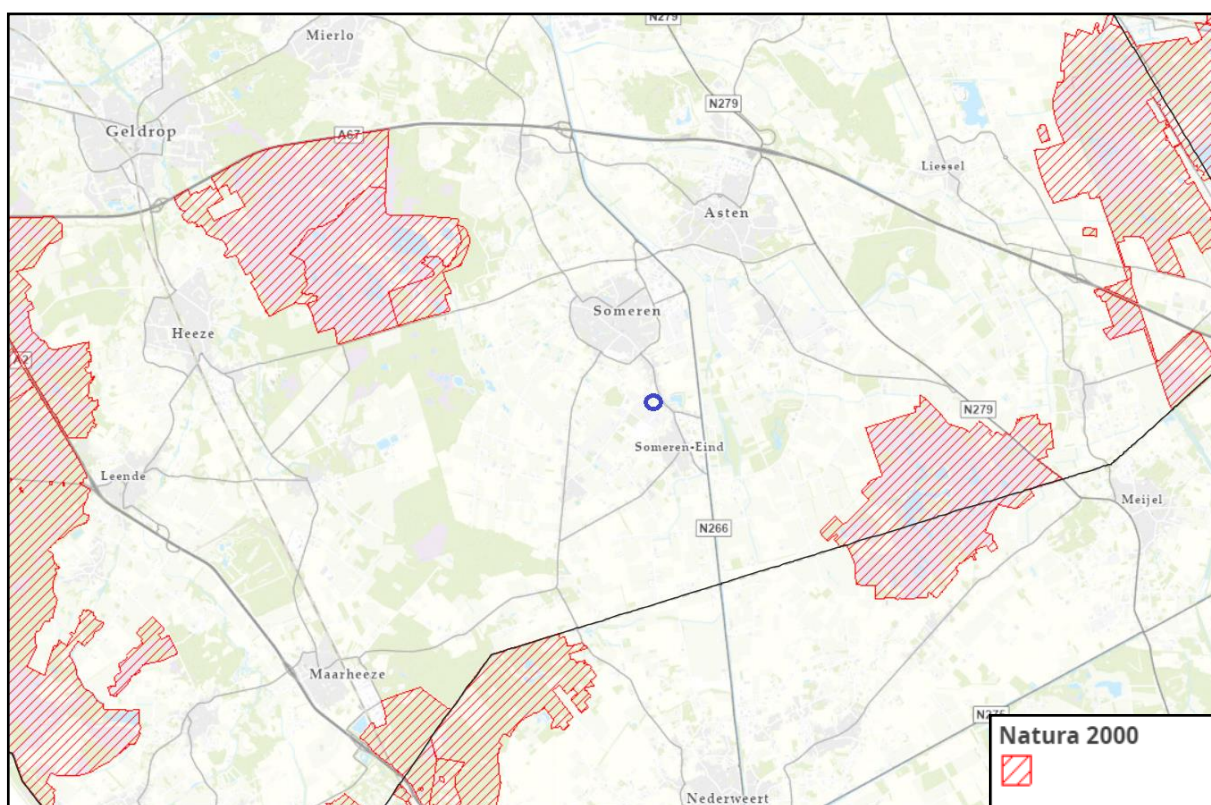 N279
Mierlo
N279
Geldrop
A67
Liessel
Asten
Someren
Heeze
A2
N279
Someren-Eind
Leende
Meijel
N266
Maarheeze
N275
Natura 2000
Nederweert